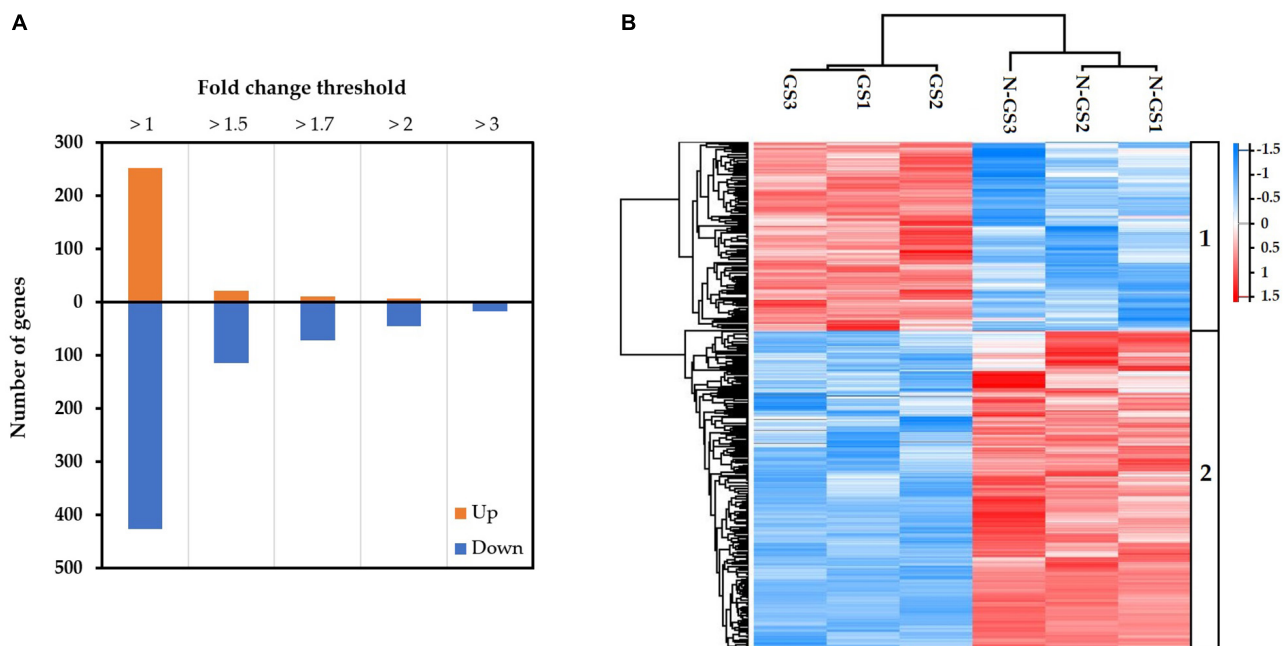 A
Fold change threshold
> 1 > 1.5 > 1.7 > 2 > 3
300
200
100
0
100
200
300
400
500
Number of genes
Up
Down
B
GS3 GS1 GS2 N-GS3 N-GS2 N-GS1
1
2
-1.5
-1
-0.5
0
0.5
1
1.5